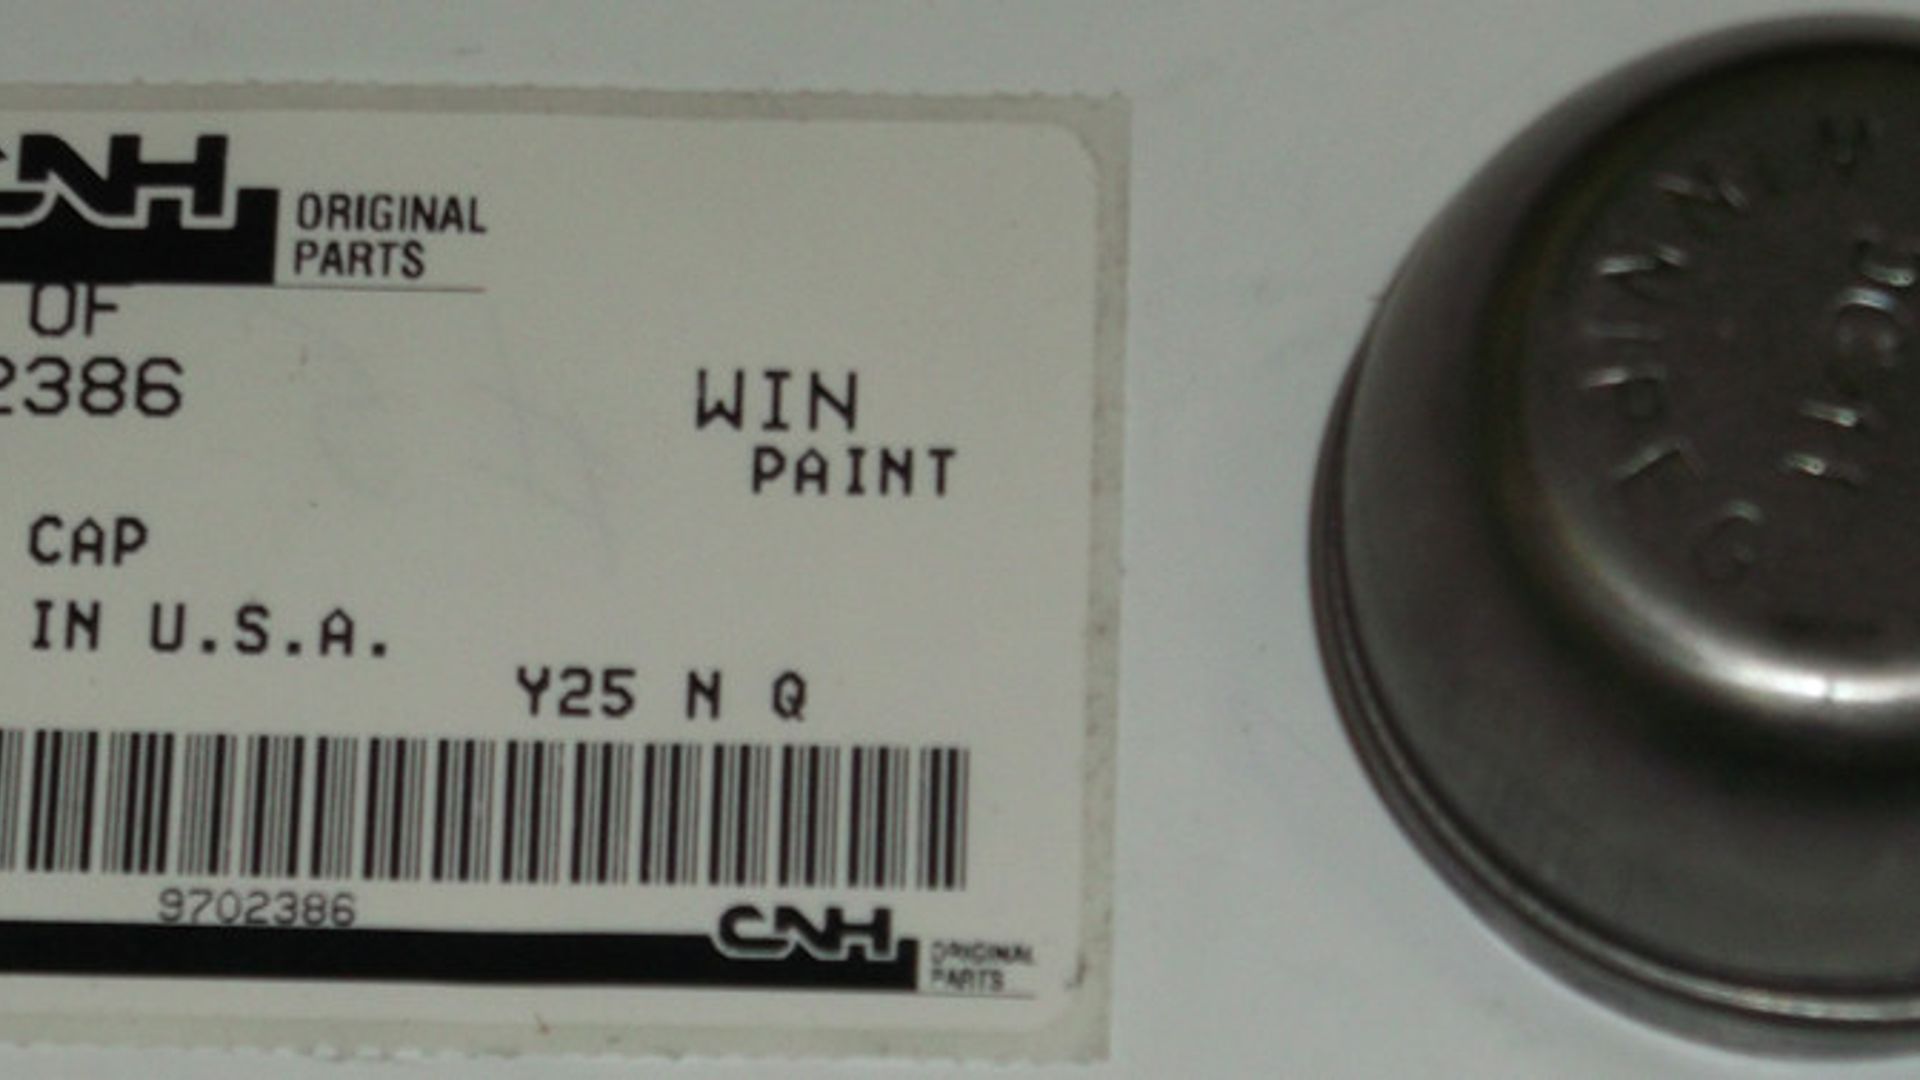 CNH ORIGINAL
PARTS
OF
2386
WIN
PAINT
CAP
IN U.S.A.
Y25 N Q
9702386
CNH ORIGINAL
PARTS